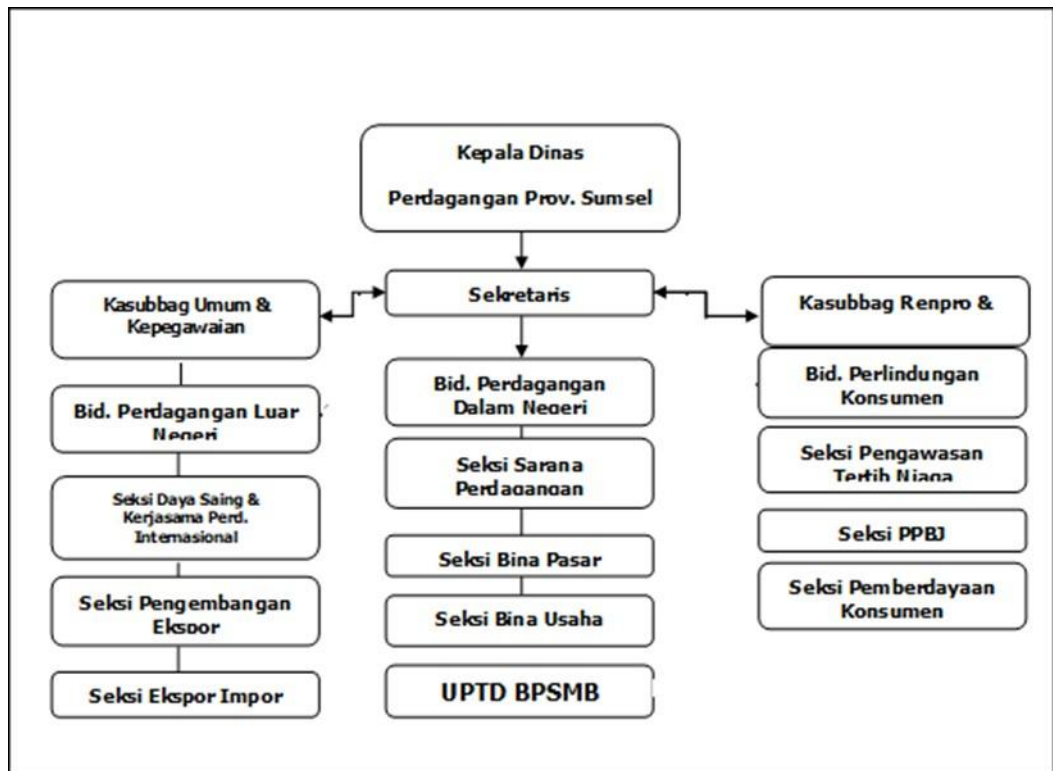 Kepala Dinas
Perdagangan Prov. Sumsel
Sekretaris
Kasubbag Umum &
Kepegawaian
Bid. Perdagangan Luar
Negeri
Seksi Daya Saing &
Kerjasama Perd.
Internasional
Seksi Pengembangan
Ekspor
Seksi Ekspor Impor
Bid. Perdagangan
Dalam Negeri
Seksi Sarana
Perdagangan
Seksi Bina Pasar
Seksi Bina Usaha
UPTD BPSMB
Kasubbag Renpro &
Bid. Perlindungan
Konsumen
Seksi Pengawasan
Tertib Niaga
Seksi PPBJ
Seksi Pemberdayaan
Konsumen